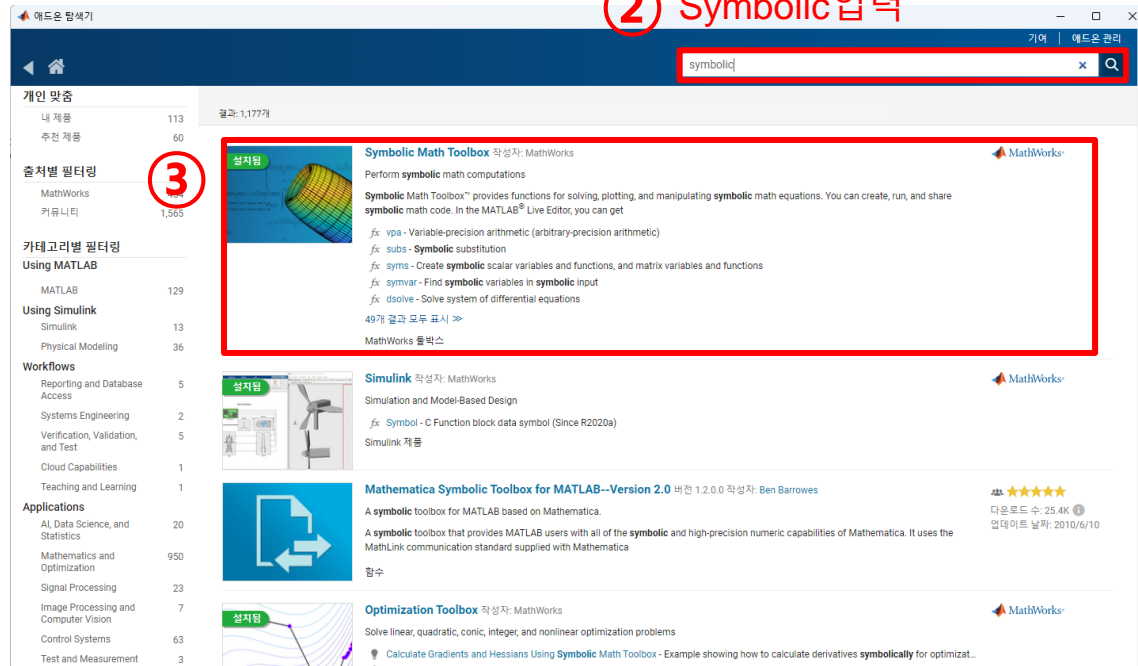 ② Symbolic입력
애드온 탐색기
기여 | 애드온 관리
symbolic
개인 맞춤
내 제품 113
추천 제품 60
출처별 필터링
MathWorks
커뮤니티 1,565
카테고리별 필터링
Using MATLAB
MATLAB 129
Using Simulink
Simulink 13
Physical Modeling 36
Workflows
Reporting and Database
Access 5
Systems Engineering 2
Verification, Validation,
and Test 5
Cloud Capabilities 1
Teaching and Learning 1
Applications
AI, Data Science, and
Statistics 20
Mathematics and
Optimization 950
Signal Processing 23
Image Processing and
Computer Vision 7
Control Systems 63
Test and Measurement 3
③
결과: 1,177개
설치됨
Symbolic Math Toolbox 작성자: MathWorks
MathWorks
Perform symbolic math computations
Symbolic Math Toolbox™ provides functions for solving, plotting, and manipulating symbolic math equations. You can create, run, and share
symbolic math code. In the MATLAB® Live Editor, you can get
fx vpa - Variable-precision arithmetic (arbitrary-precision arithmetic)
fx subs - Symbolic substitution
fx syms - Create symbolic scalar variables and functions, and matrix variables and functions
fx symvar - Find symbolic variables in symbolic input
fx dsolve - Solve system of differential equations
49개 결과 모두 표시 ≫
MathWorks 툴박스
설치됨
Simulink 작성자: MathWorks
MathWorks
Simulation and Model-Based Design
fx Symbol - C Function block data symbol (Since R2020a)
Simulink 제품
Mathematica Symbolic Toolbox for MATLAB--Version 2.0 버전 1.2.0.0 작성자: Ben Barrowes
A symbolic toolbox for MATLAB based on Mathematica.
A symbolic toolbox that provides MATLAB users with all of the symbolic and high-precision numeric capabilities of Mathematica. It uses the
MathLink communication standard supplied with Mathematica
함수
다운로드 수: 25.4K
업데이트 날짜: 2010/6/10
설치됨
Optimization Toolbox 작성자: MathWorks
MathWorks
Solve linear, quadratic, conic, integer, and nonlinear optimization problems
Calculate Gradients and Hessians Using Symbolic Math Toolbox - Example showing how to calculate derivatives symbolically for optimizat...